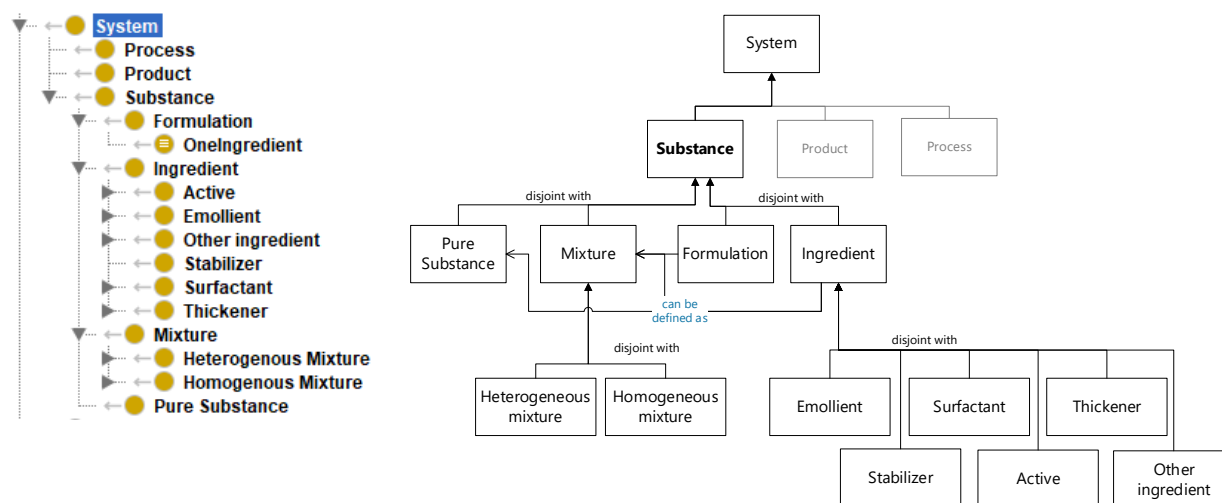 System
Process
Product
Substance
Formulation
OneIngredient
Ingredient
Active
Emollient
Other ingredient
Stabilizer
Surfactant
Thickener
Mixture
Heterogenous Mixture
Homogenous Mixture
Pure Substance
System
Substance
Product
Process
disjoint with
disjoint with
Pure
Substance
Mixture
Formulation
Ingredient
can be
defined as
disjoint with
disjoint with
Heterogeneous
mixture
Homogeneous
mixture
Emollient
Surfactant
Thickener
Stabilizer
Active
Other
ingredient